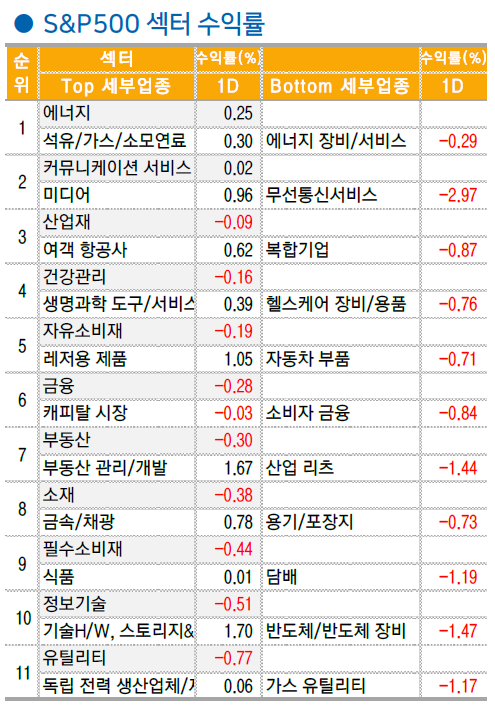 ● S&P500 섹터 수익률
순위 섹터 수익률(%) 수익률(%)
Top 세부업종 1D Bottom 세부업종 1D
1 에너지 0.25
석유/가스/소모연료 0.30 에너지 장비/서비스 -0.29
2 커뮤니케이션 서비스 0.02
미디어 0.96 무선통신서비스 -2.97
3 산업재 -0.09
여객 항공사 0.62 복합기업 -0.87
4 건강관리 -0.16
생명과학 도구/서비스 0.39 헬스케어 장비/용품 -0.76
5 자유소비재 -0.19
레저용 제품 1.05 자동차 부품 -0.71
6 금융 -0.28
캐피탈 시장 -0.03 소비자 금융 -0.84
7 부동산 -0.30
부동산 관리/개발 1.67 산업 리츠 -1.44
8 소재 -0.38
금속/채광 0.78 용기/포장지 -0.73
9 필수소비재 -0.44
식품 0.01 담배 -1.19
10 정보기술 -0.51
기술H/W, 스토리지& 1.70 반도체/반도체 장비 -1.47
11 유틸리티 -0.77
독립 전력 생산업체/ 0.06 가스 유틸리티 -1.17